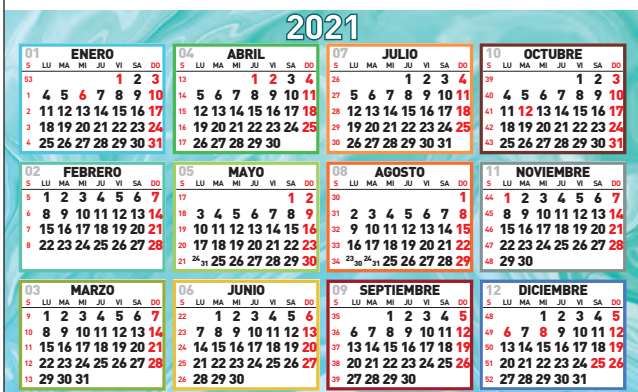 2021
01 ENERO
S LU MA MI JU VI SA DO
53 1 2 3
1 4 5 6 7 8 9 10
2 11 12 13 14 15 16 17
3 18 19 20 21 22 23 24
4 25 26 27 28 29 30 31
04 ABRIL
S LU MA MI JU VI SA DO
13 1 2 3 4
14 5 6 7 8 9 10 11
15 12 13 14 15 16 17 18
16 19 20 21 22 23 24 25
17 26 27 28 29 30
07 JULIO
S LU MA MI JU VI SA DO
26 1 2 3 4
27 5 6 7 8 9 10 11
28 12 13 14 15 16 17 18
29 19 20 21 22 23 24 25
30 26 27 28 29 30 31
10 OCTUBRE
S LU MA MI JU VI SA DO
39 1 2 3
40 4 5 6 7 8 9 10
41 11 12 13 14 15 16 17
42 18 19 20 21 22 23 24
43 25 26 27 28 29 30 31
02 FEBRERO
S LU MA MI JU VI SA DO
5 1 2 3 4 5 6 7
6 8 9 10 11 12 13 14
7 15 16 17 18 19 20 21
8 22 23 24 25 26 27 28
05 MAYO
S LU MA MI JU VI SA DO
17 1 2
18 3 4 5 6 7 8 9
19 10 11 12 13 14 15 16
20 17 18 19 20 21 22 23
21 24 31 25 26 27 28 29 30
08 AGOSTO
S LU MA MI JU VI SA DO
30 1
31 2 3 4 5 6 7 8
32 9 10 11 12 13 14 15
33 16 17 18 19 20 21 22
34 23 30 24 31 25 26 27 28 29
11 NOVIEMBRE
S LU MA MI JU VI SA DO
44 1 2 3 4 5 6 7
45 8 9 10 11 12 13 14
46 15 16 17 18 19 20 21
47 22 23 24 25 26 27 28
48 29 30
03 MARZO
S LU MA MI JU VI SA DO
9 1 2 3 4 5 6 7
10 8 9 10 11 12 13 14
11 15 16 17 18 19 20 21
12 22 23 24 25 26 27 28
29 30 31
06 JUNIO
S LU MA MI JU VI SA DO
22 1 2 3 4 5 6
23 7 8 9 10 11 12 13
24 14 15 16 17 18 19 20
25 21 22 23 24 25 26 27
26 28 29 30
09 SEPTIEMBRE
S LU MA MI JU VI SA DO
35 1 2 3 4 5
36 6 7 8 9 10 11 12
37 13 14 15 16 17 18 19
38 20 21 22 23 24 25 26
39 27 28 29 30
12 DICIEMBRE
S LU MA MI JU VI SA DO
48 1 2 3 4 5
49 6 7 8 9 10 11 12
50 13 14 15 16 17 18 19
51 20 21 22 23 24 25 26
52 27 28 29 30 31